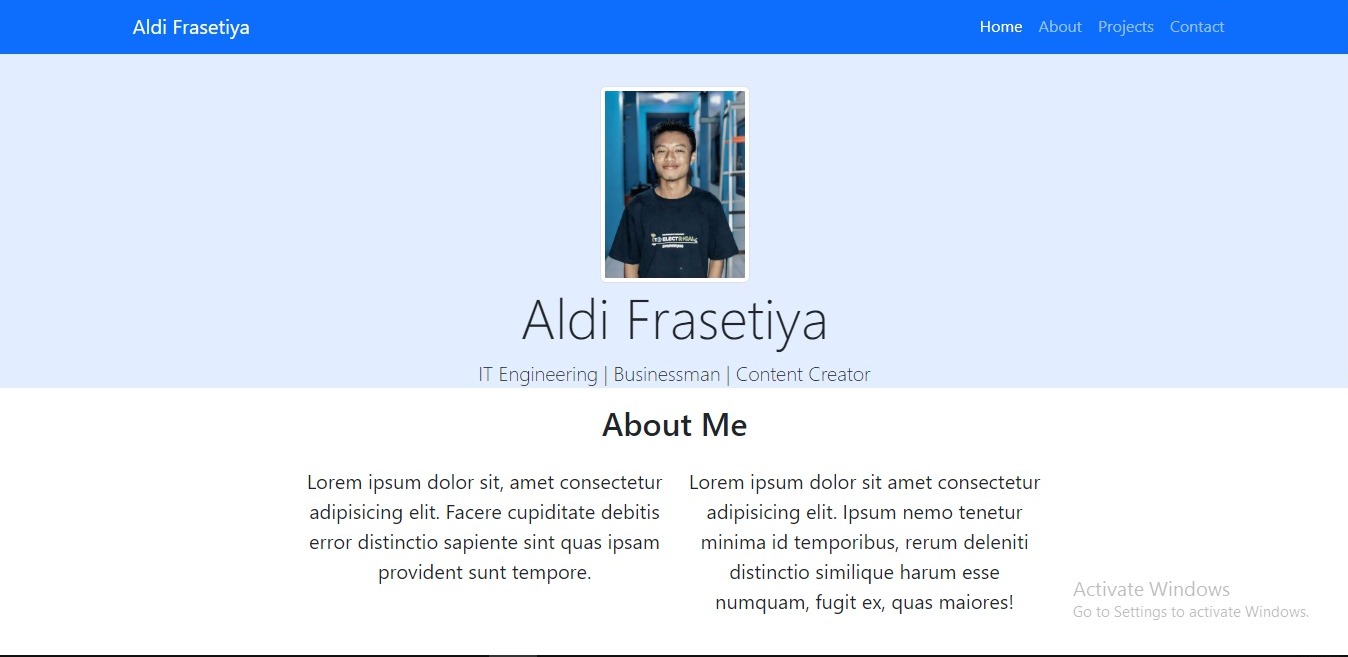 Aldi Frasetiya
Home About Projects Contact
ELECTRICAL
Aldi Frasetiya
IT Engineering | Businessman | Content Creator
About Me
Lorem ipsum dolor sit, amet consectetur
adipisicing elit. Facere cupiditate debitis
error distinctio sapiente sint quas ipsam
provident sunt tempore.
Lorem ipsum dolor sit amet consectetur
adipisicing elit. Ipsum nemo tenetur
minima id temporibus, rerum deleniti
distinctio similique harum esse
numquam, fugit ex, quas maiores!
Activate Windows
Go to Settings to activate Windows.